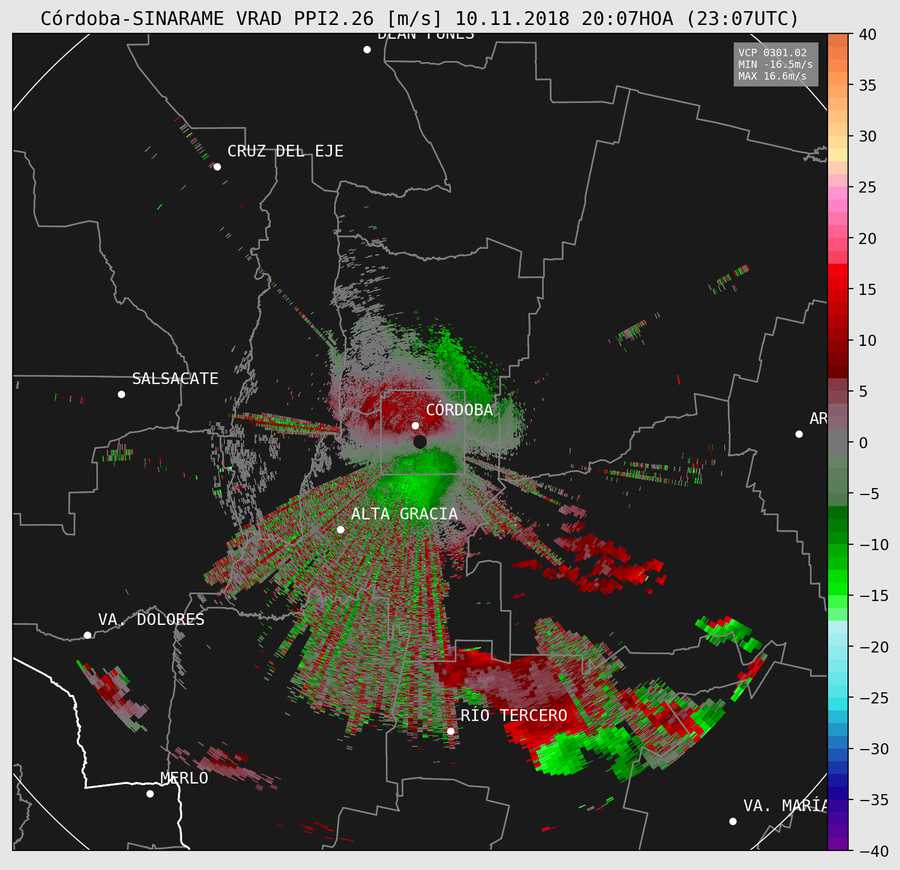 Córdoba-SINARAME VRAD PPI2.26 [m/s] 10.11.2018 20:07HOA (23:07UTC)
DEAN FUNES
VCP 0301.02
MIN -16.5m/s
MAX 16.6m/s
CRUZ DEL EJE
SALSACATE
CÓRDOBA
AR
ALTA GRACIA
VA. DOLORES
RÍO TERCERO
MERLO
VA. MARÍA
40
35
30
25
20
15
10
5
0
−5
−10
−15
−20
−25
−30
−35
−40